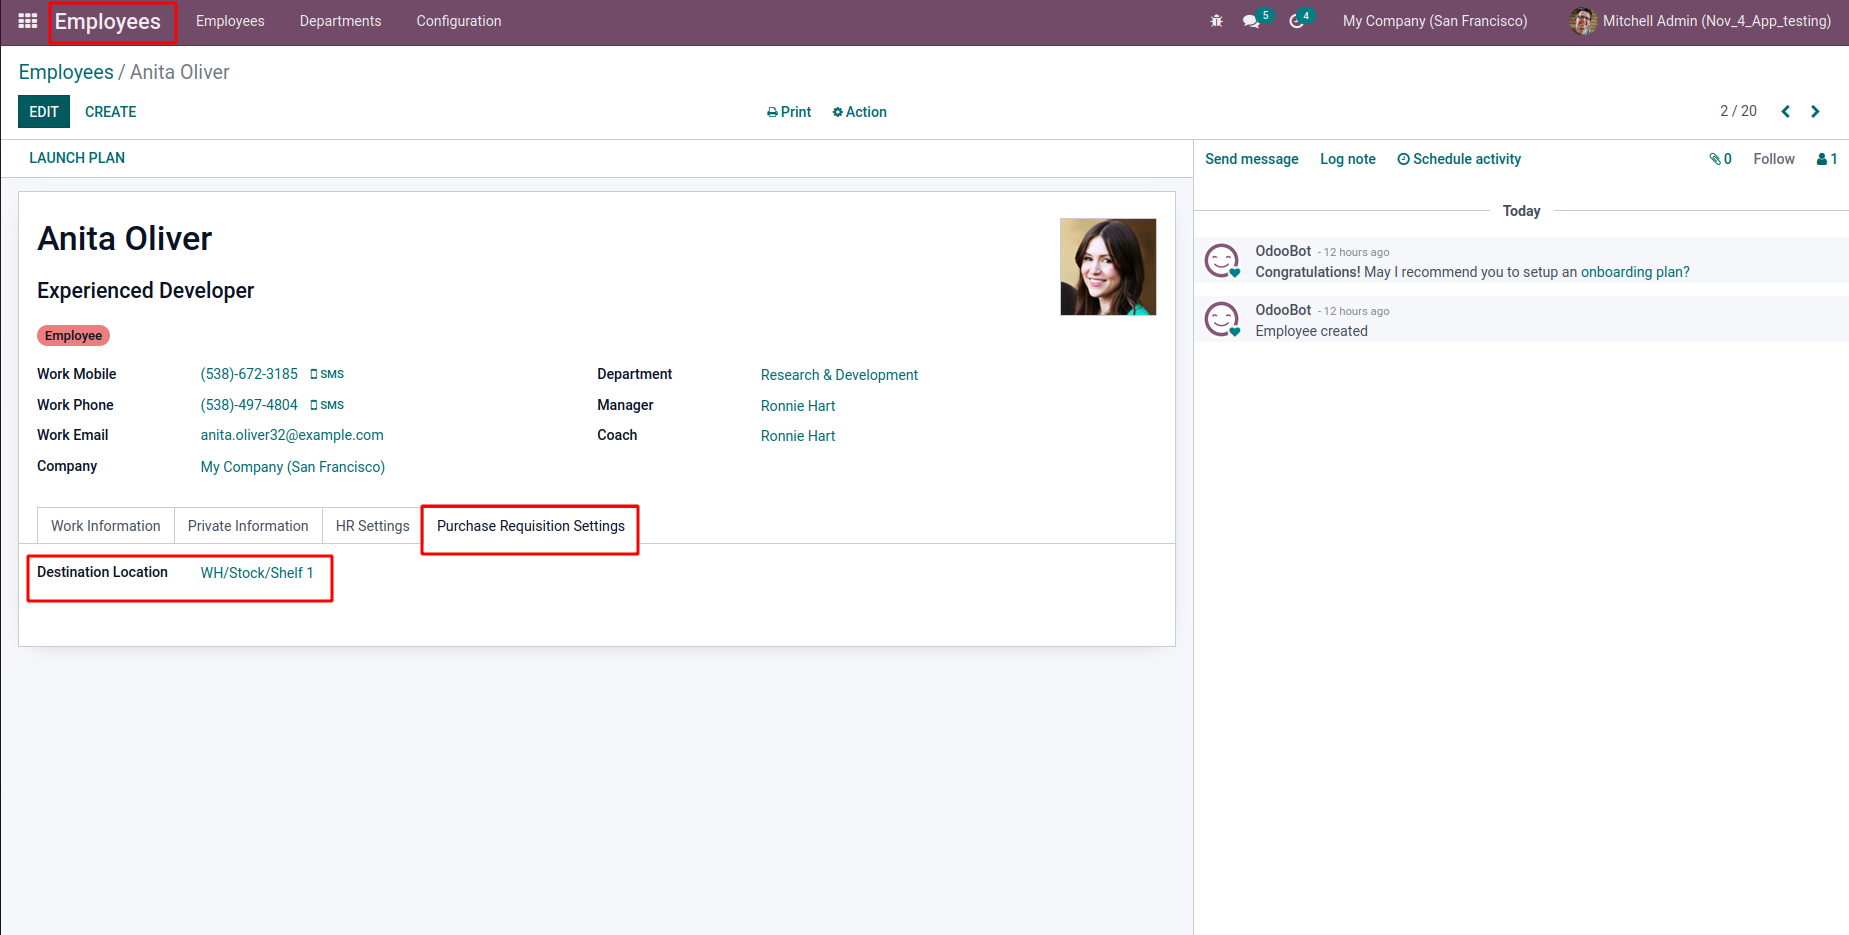 Employees Employees Departments Configuration 5 4 My Company (San Francisco) Mitchell Admin (Nov_4_App_testing)
Employees / Anita Oliver
EDIT CREATE Print Action 2 / 20
LAUNCH PLAN
Send message Log note Schedule activity 0 Follow 1
Today
Anita Oliver
Experienced Developer
Employee
Work Mobile (538)-672-3185 SMS
Work Phone (538)-497-4804 SMS
Work Email anita.oliver32@example.com
Company My Company (San Francisco)
Department Research & Development
Manager Ronnie Hart
Coach Ronnie Hart
Work Information Private Information HR Settings Purchase Requisition Settings
Destination Location WH/Stock/Shelf 1
OdooBot - 12 hours ago
Congratulations! May I recommend you to setup an onboarding plan?
OdooBot - 12 hours ago
Employee created